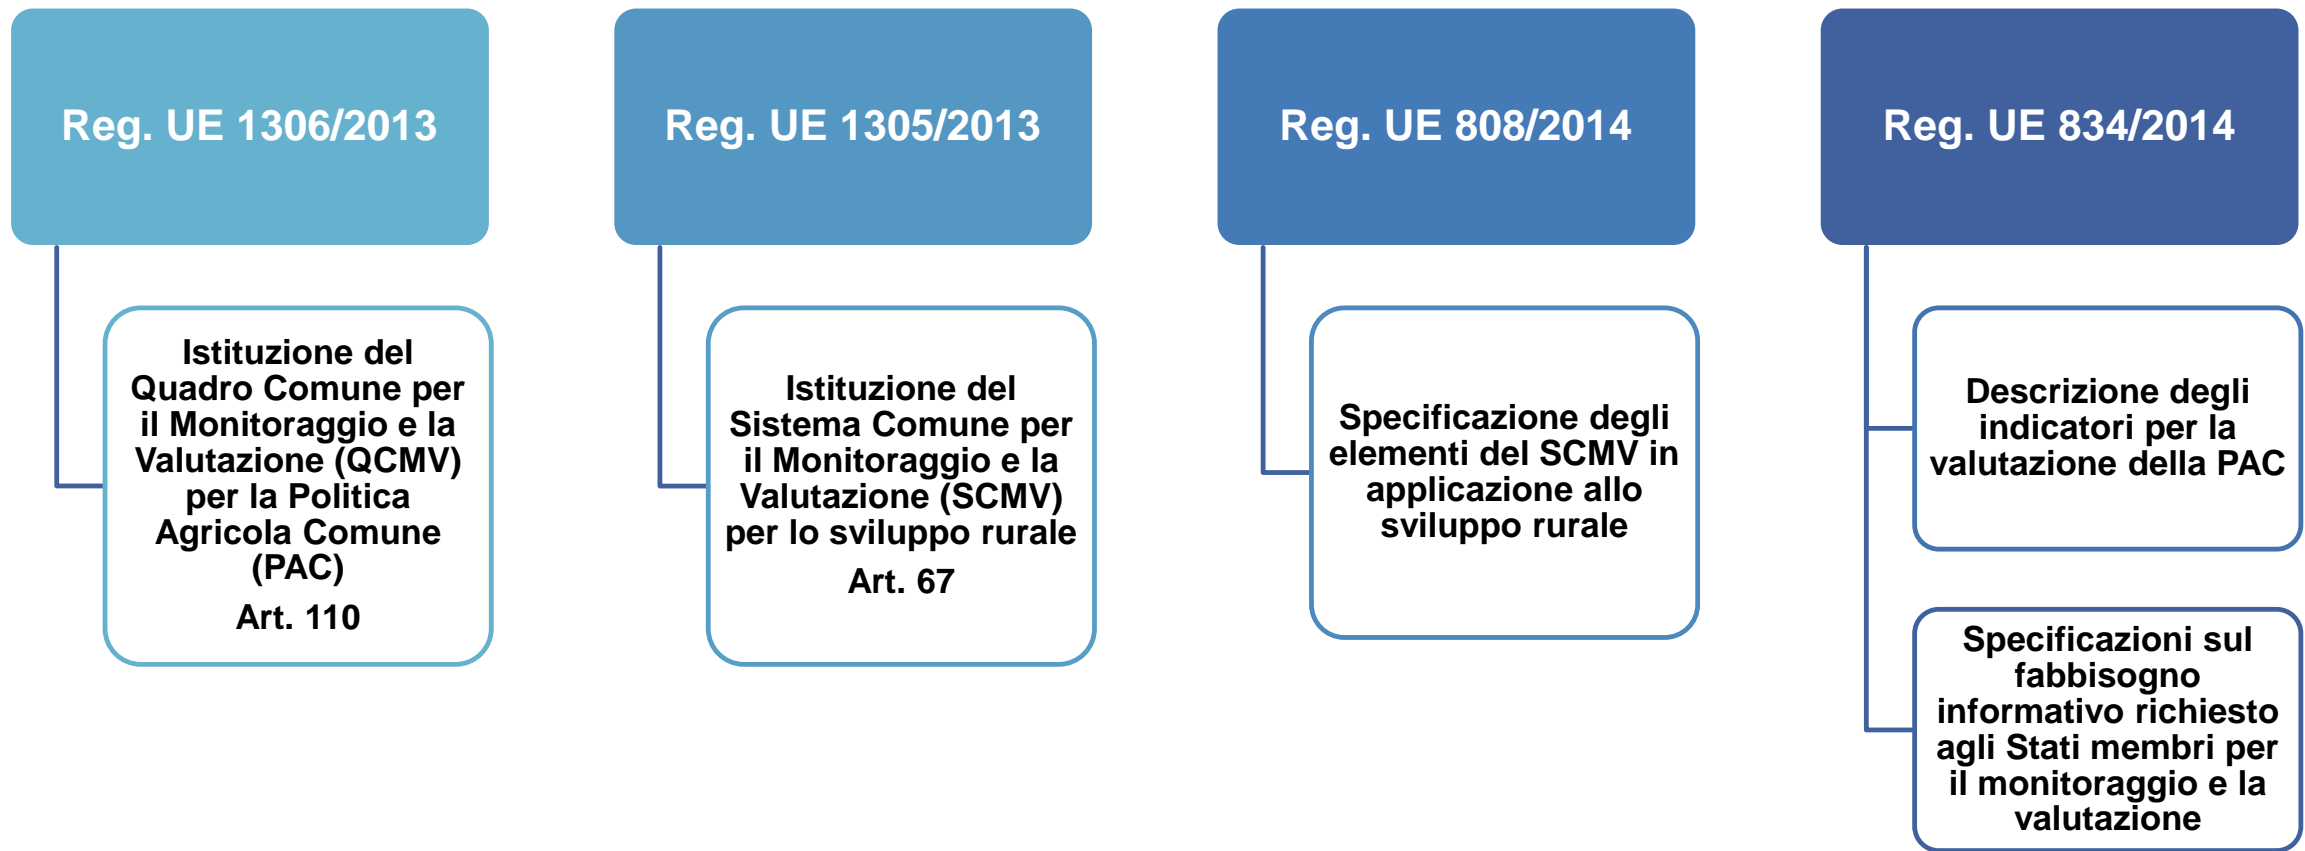 Reg. UE 1306/2013
Istituzione del
Quadro Comune per
il Monitoraggio e la
Valutazione (QCMV)
per la Politica
Agricola Comune
(PAC)
Art. 110
Reg. UE 1305/2013
Istituzione del
Sistema Comune per
il Monitoraggio e la
Valutazione (SCMV)
per lo sviluppo rurale
Art. 67
Reg. UE 808/2014
Specificazione degli
elementi del SCMV in
applicazione allo
sviluppo rurale
Reg. UE 834/2014
Descrizione degli
indicatori per la
valutazione della PAC
Specificazioni sul
fabbisogno
informativo richiesto
agli Stati membri per
il monitoraggio e la
valutazione